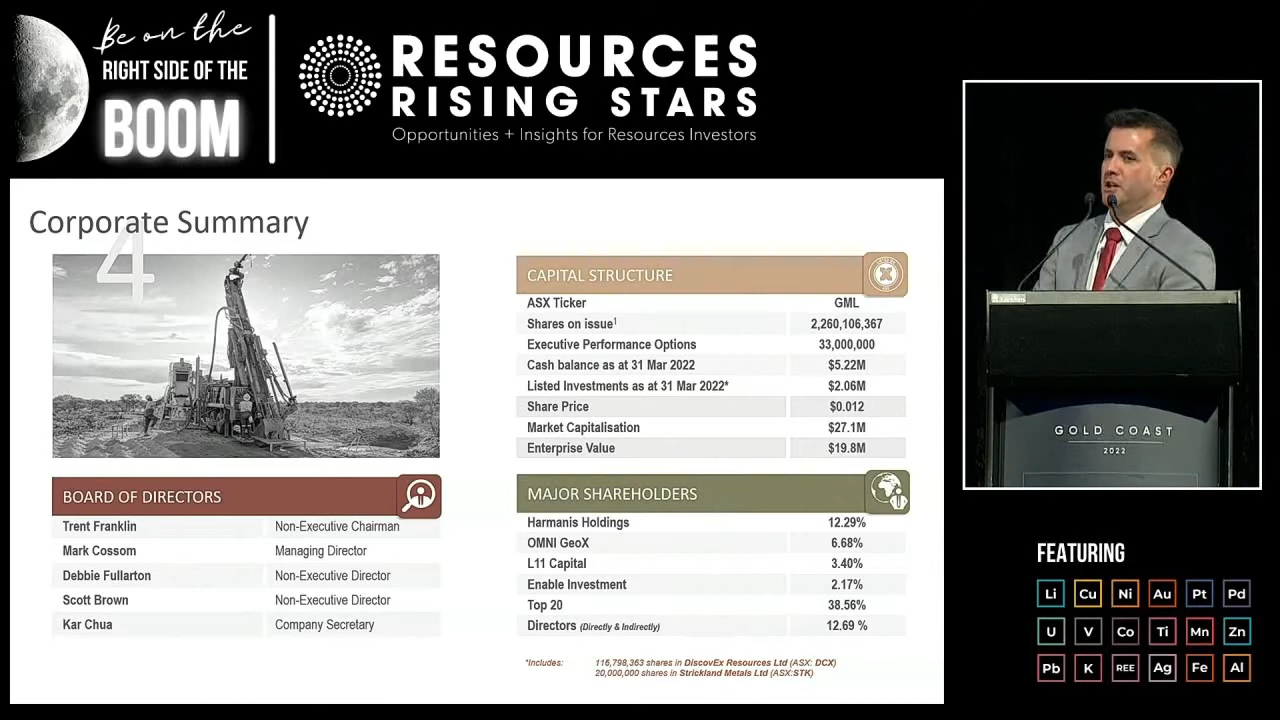 Be on the
RIGHT SIDE OF THE
BOOM
RESOURCES
RISING STARS
Opportunities + Insights for Resources Investors
Corporate Summary
4
CAPITAL STRUCTURE
ASX Ticker GML
Shares on issue¹ 2,260,106,367
Executive Performance Options 33,000,000
Cash balance as at 31 Mar 2022 $5.22M
Listed Investments as at 31 Mar 2022* $2.06M
Share Price $0.012
Market Capitalisation $27.1M
Enterprise Value $19.8M
BOARD OF DIRECTORS
Trent Franklin Non-Executive Chairman
Mark Cossom Managing Director
Debbie Fullarton Non-Executive Director
Scott Brown Non-Executive Director
Kar Chua Company Secretary
MAJOR SHAREHOLDERS
Harmanis Holdings 12.29%
OMNI GeoX 6.68%
L11 Capital 3.40%
Enable Investment 2.17%
Top 20 38.56%
Directors (Directly & Indirectly) 12.69 %
*Includes: 116,798,363 shares in DiscovEx Resources Ltd (ASX: DCX)
20,000,000 shares in Strickland Metals Ltd (ASX:STK)
GOLD COAST
2022
FEATURING
Li Cu Ni Au Pt Pd
U V Co Ti Mn Zn
Pb K REE Ag Fe Al